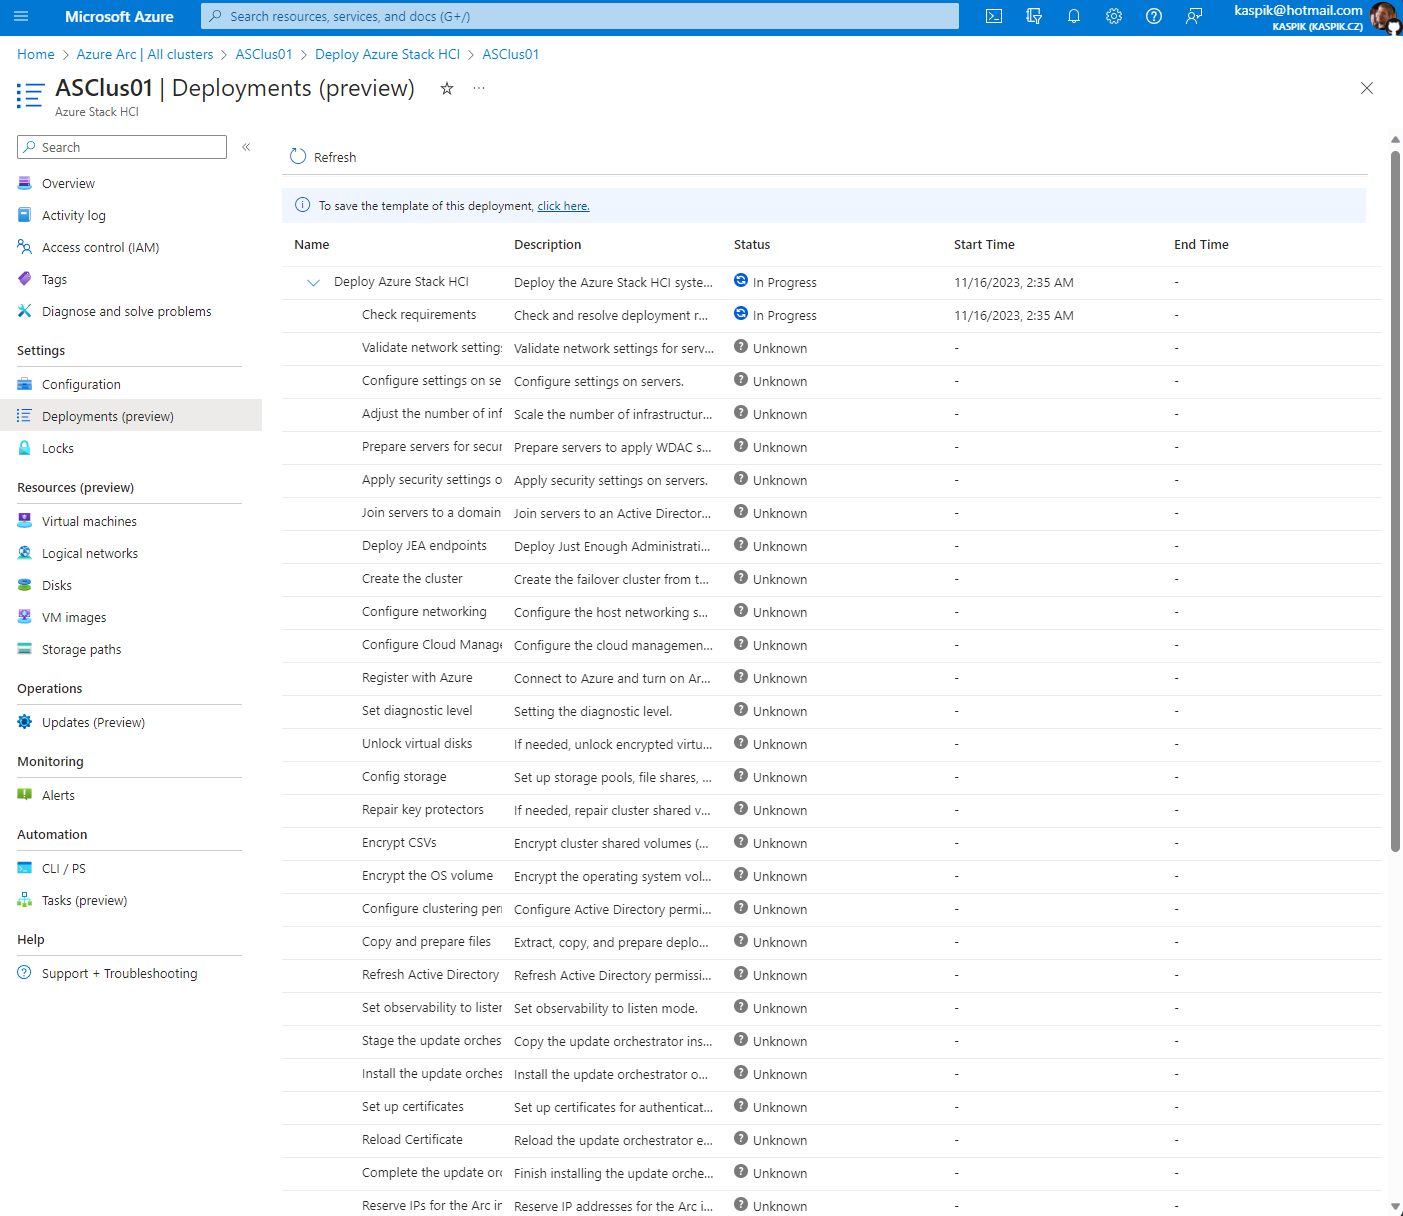 Microsoft Azure
Search resources, services, and docs (G+/)
kaspik@hotmail.com
KASPIK (KASPIK.CZ)
Home > Azure Arc | All clusters > ASClus01 > Deploy Azure Stack HCI > ASClus01
ASClus01 | Deployments (preview)
Azure Stack HCI
Search
Overview
Activity log
Access control (IAM)
Tags
Diagnose and solve problems
Settings
Configuration
Deployments (preview)
Locks
Resources (preview)
Virtual machines
Logical networks
Disks
VM images
Storage paths
Operations
Updates (Preview)
Monitoring
Alerts
Automation
CLI / PS
Tasks (preview)
Help
Support + Troubleshooting
Refresh
To save the template of this deployment, click here.
Name Description Status Start Time End Time
Deploy Azure Stack HCI Deploy the Azure Stack HCI syste... In Progress 11/16/2023, 2:35 AM -
Check requirements Check and resolve deployment r... In Progress 11/16/2023, 2:35 AM -
Validate network settings Validate network settings for serv... Unknown - -
Configure settings on se Configure settings on servers. Unknown - -
Adjust the number of inf Scale the number of infrastructur... Unknown - -
Prepare servers for secur Prepare servers to apply WDAC s... Unknown - -
Apply security settings o Apply security settings on servers. Unknown - -
Join servers to a domain Join servers to an Active Director... Unknown - -
Deploy JEA endpoints Deploy Just Enough Administrati... Unknown - -
Create the cluster Create the failover cluster from t... Unknown - -
Configure networking Configure the host networking s... Unknown - -
Configure Cloud Manage Configure the cloud managemen... Unknown - -
Register with Azure Connect to Azure and turn on Ar... Unknown - -
Set diagnostic level Setting the diagnostic level. Unknown - -
Unlock virtual disks If needed, unlock encrypted virtu... Unknown - -
Config storage Set up storage pools, file shares, ... Unknown - -
Repair key protectors If needed, repair cluster shared v... Unknown - -
Encrypt CSVs Encrypt cluster shared volumes (... Unknown - -
Encrypt the OS volume Encrypt the operating system vol... Unknown - -
Configure clustering perr Configure Active Directory permi... Unknown - -
Copy and prepare files Extract, copy, and prepare deplo... Unknown - -
Refresh Active Directory Refresh Active Directory permissi... Unknown - -
Set observability to listen Set observability to listen mode. Unknown - -
Stage the update orches Copy the update orchestrator ins... Unknown - -
Install the update orches Install the update orchestrator o... Unknown - -
Set up certificates Set up certificates for authenticat... Unknown - -
Reload Certificate Reload the update orchestrator e... Unknown - -
Complete the update orc Finish installing the update orche... Unknown - -
Reserve IPs for the Arc in Reserve IP addresses for the Arc i... Unknown - -